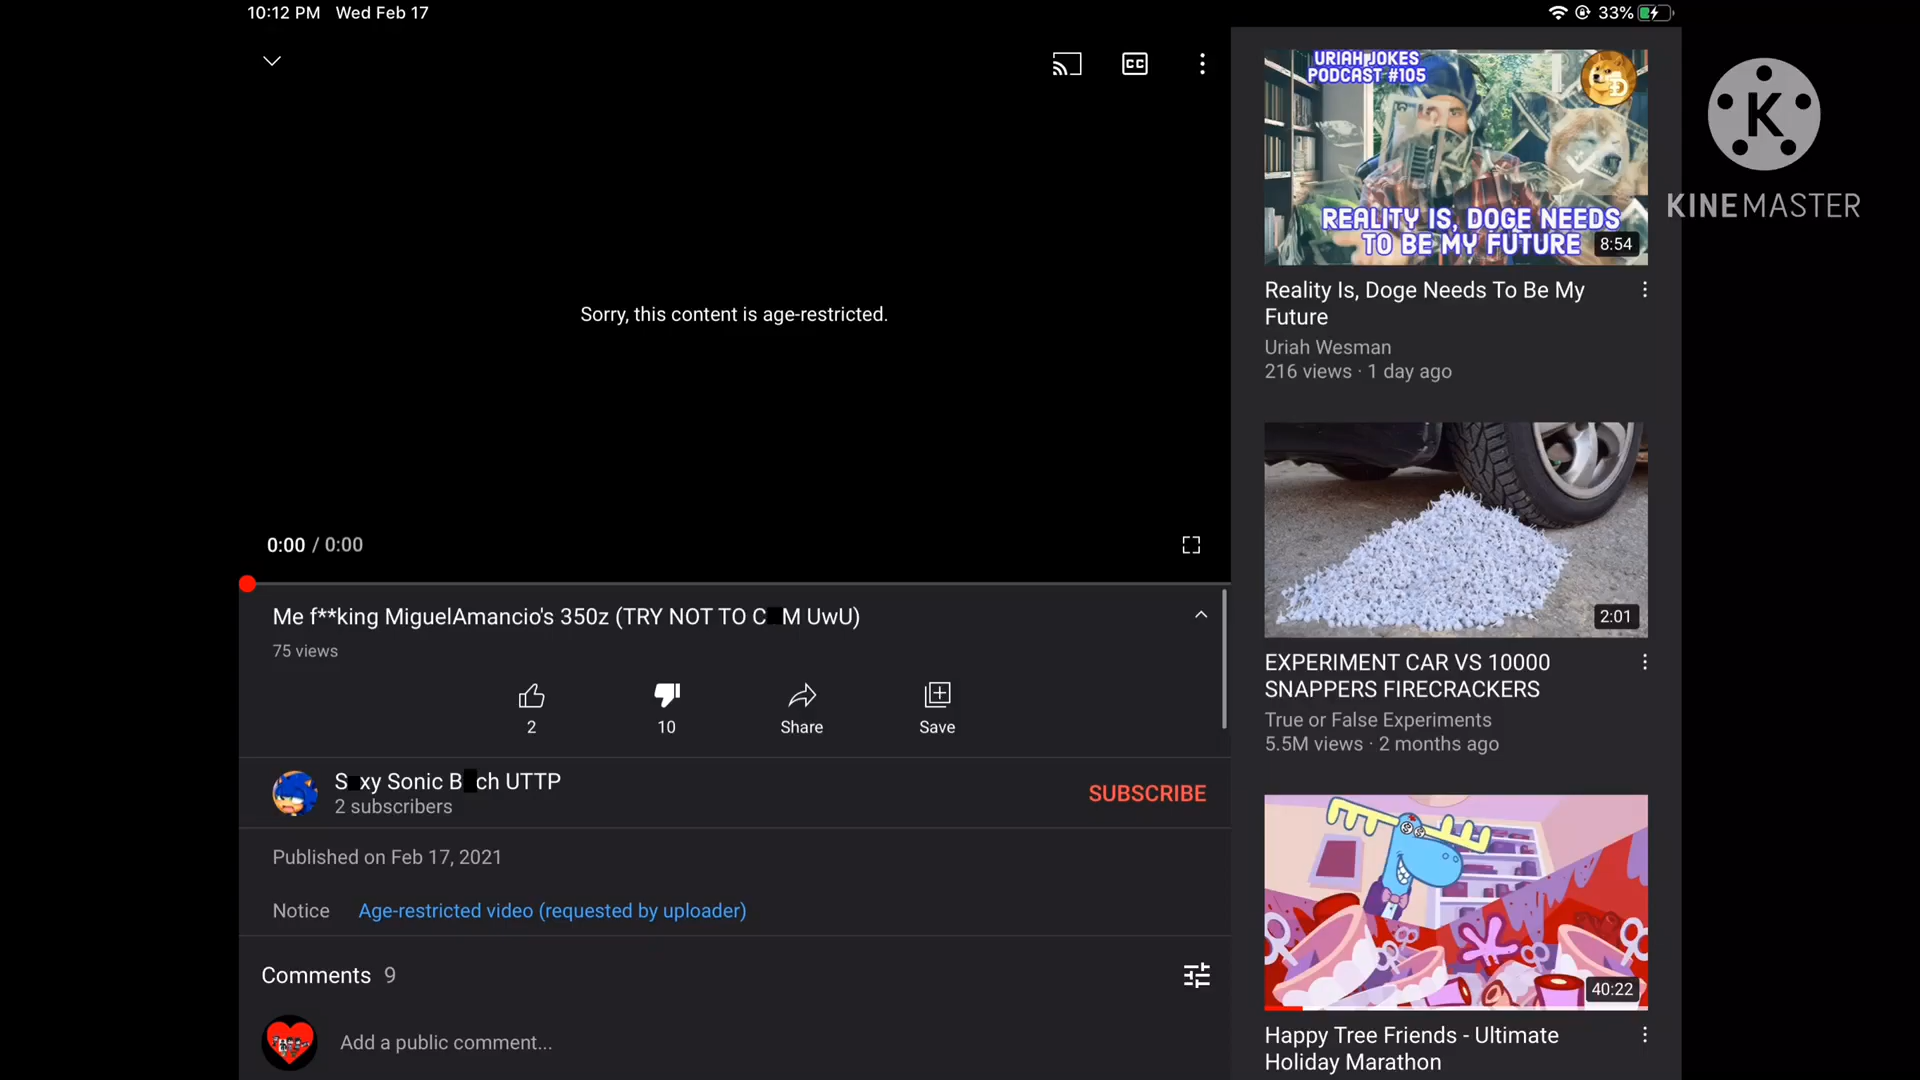 10:12 PM Wed Feb 17
33%
Sorry, this content is age-restricted.
0:00 / 0:00
Me f**king MiguelAmancio's 350z (TRY NOT TO C M UwU)
75 views
2
10
Share
Save
S xy Sonic B ch UTTP
2 subscribers
SUBSCRIBE
Published on Feb 17, 2021
Notice Age-restricted video (requested by uploader)
Comments 9
Add a public comment...
URIAH JOKES
PODCAST #105
REALITY IS, DOGE NEEDS
TO BE MY FUTURE
8:54
Reality Is, Doge Needs To Be My
Future
Uriah Wesman
216 views · 1 day ago
2:01
EXPERIMENT CAR VS 10000
SNAPPERS FIRECRACKERS
True or False Experiments
5.5M views · 2 months ago
40:22
Happy Tree Friends - Ultimate
Holiday Marathon
K
KINEMASTER